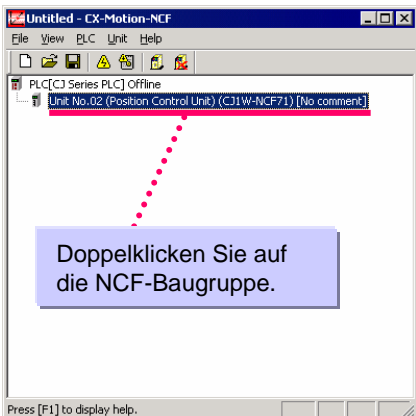 Untitled - CX-Motion-NCF
File View PLC Unit Help
PLC[CJ Series PLC] Offline
Unit No.02 (Position Control Unit) (CJ1W-NCF71) [No comment]
Doppelklicken Sie auf
die NCF-Baugruppe.
Press [F1] to display help.